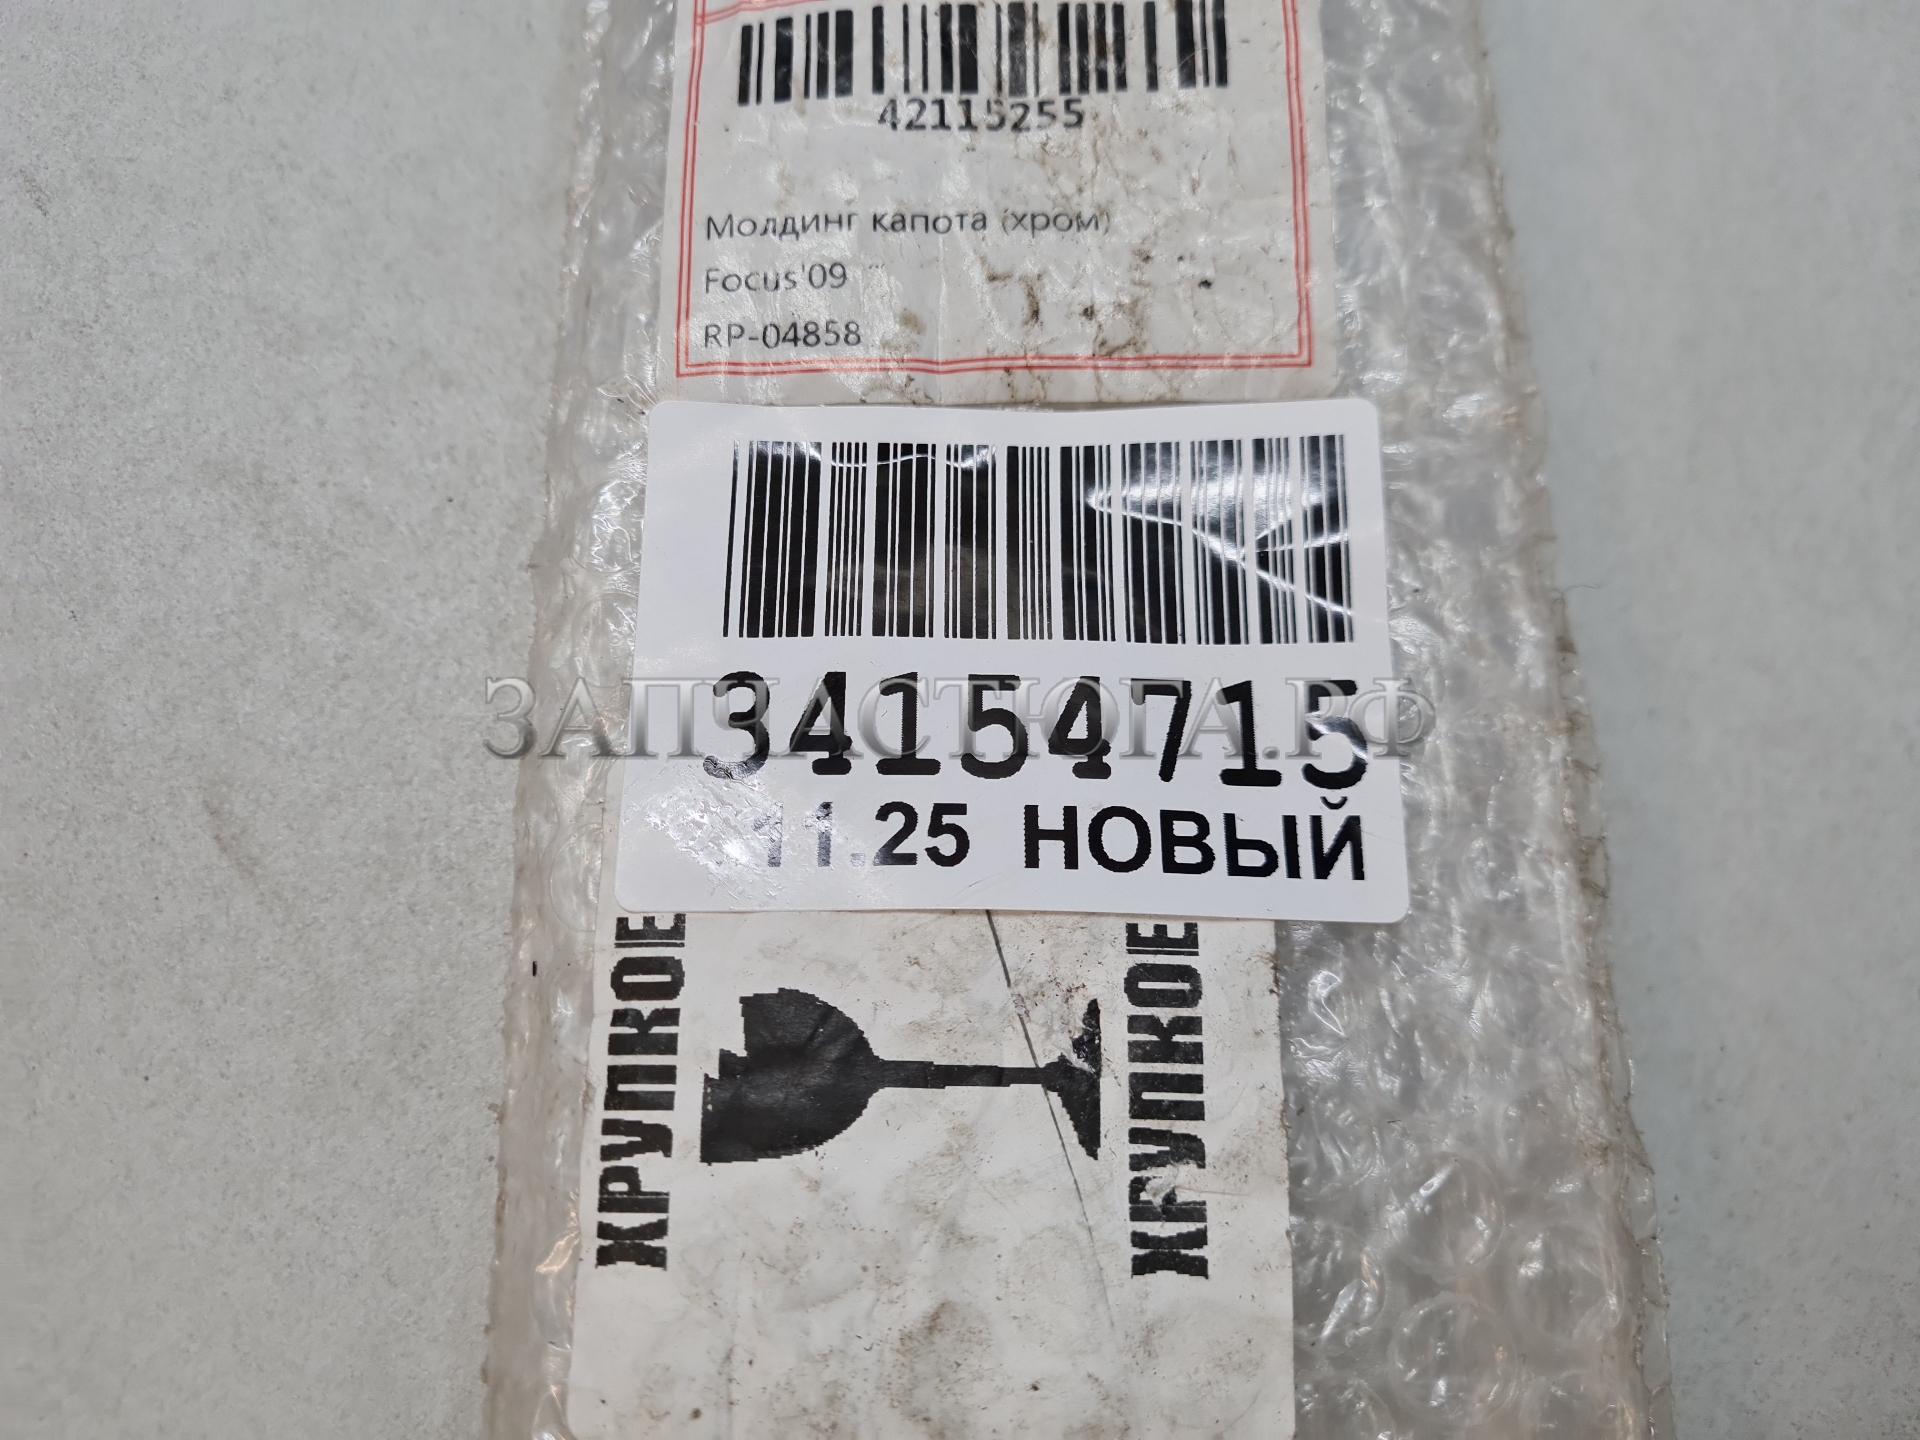 42115255
Молдинг капота (хром)
Focus'09
RP-04858
34154715
ЗАПЧАСТЮГА.РФ
11.25 НОВЫЙ
ХРУПКОЕ
ХРУПКОЕ